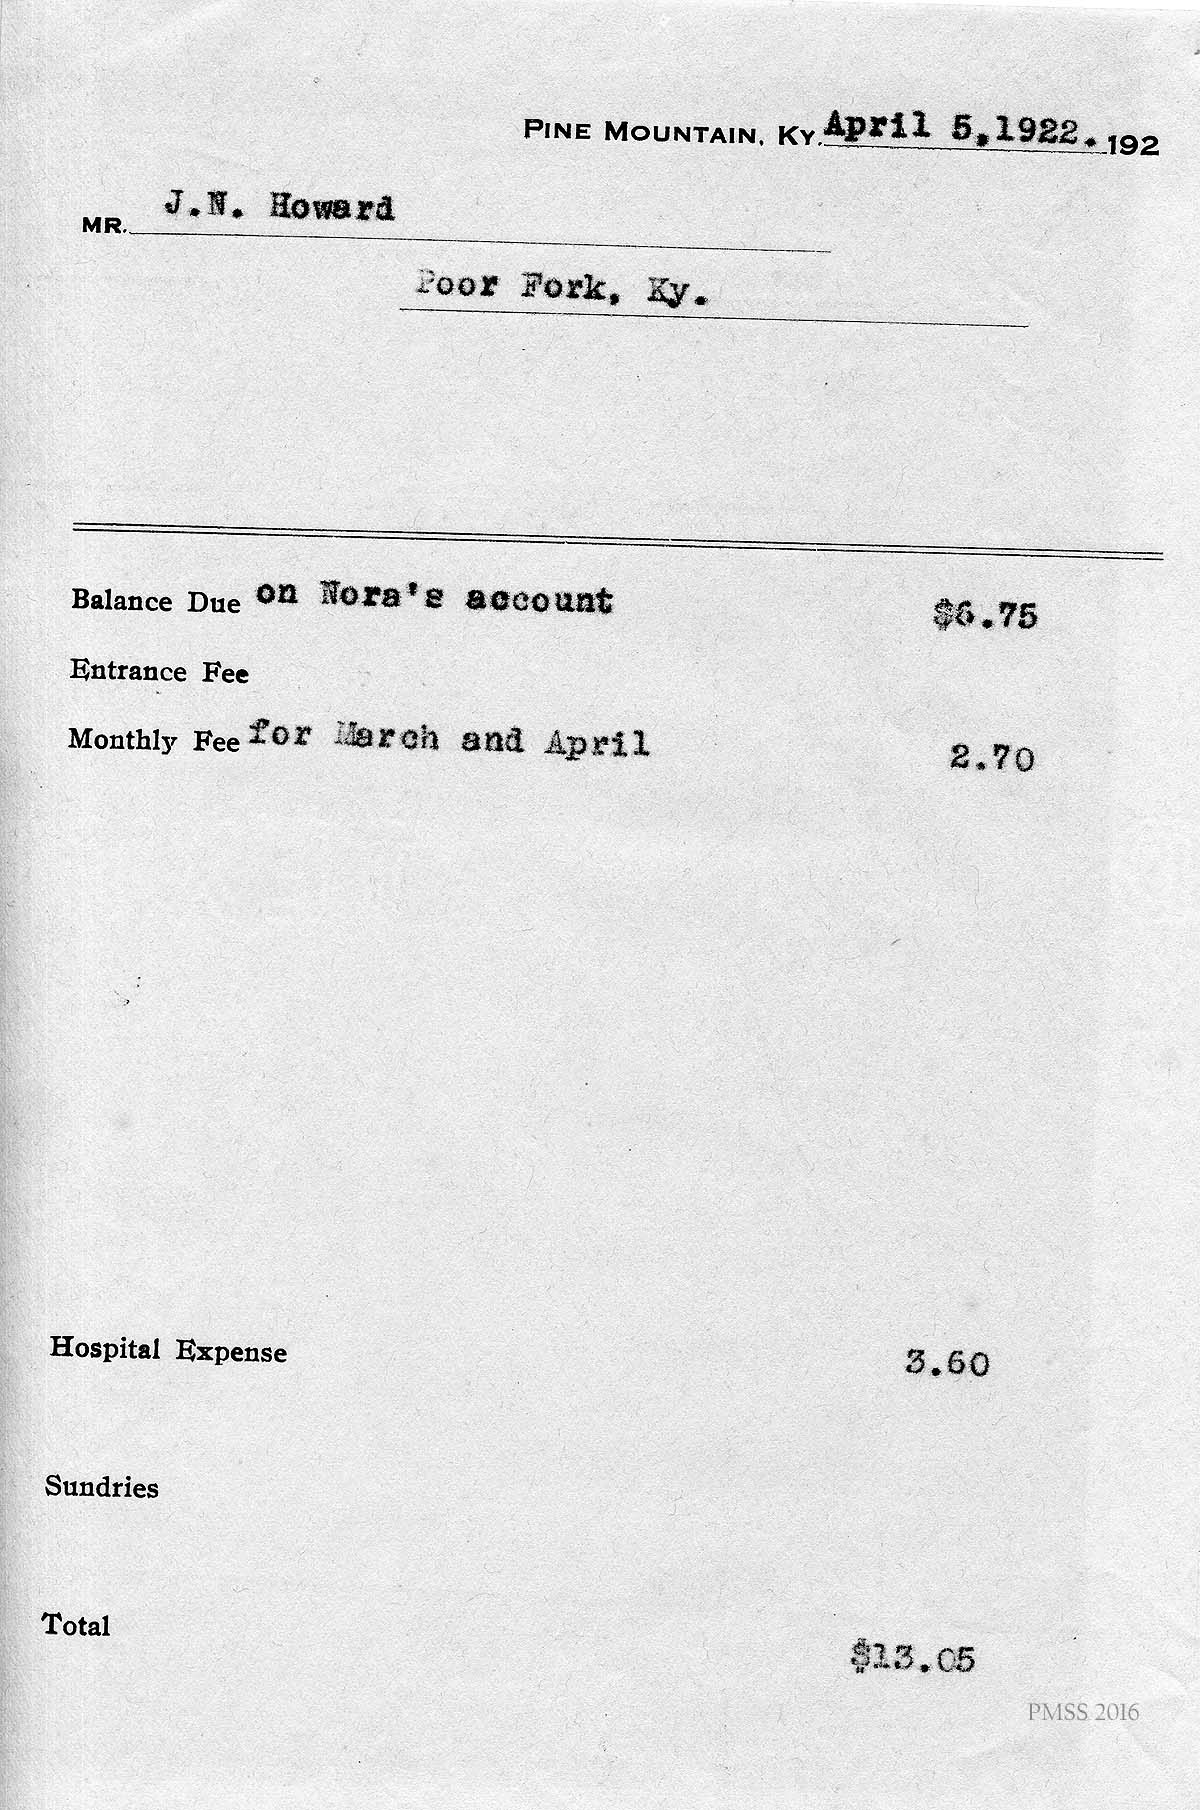 PINE MOUNTAIN, KY. April 5,1922. 192
MR. J.N. Howard
Poor Fork, Ky.
Balance Due on Nora's account $6.75
Entrance Fee
Monthly Fee for March and April 2.70
Hospital Expense 3.60
Sundries
Total
$13.05
PMSS 2016